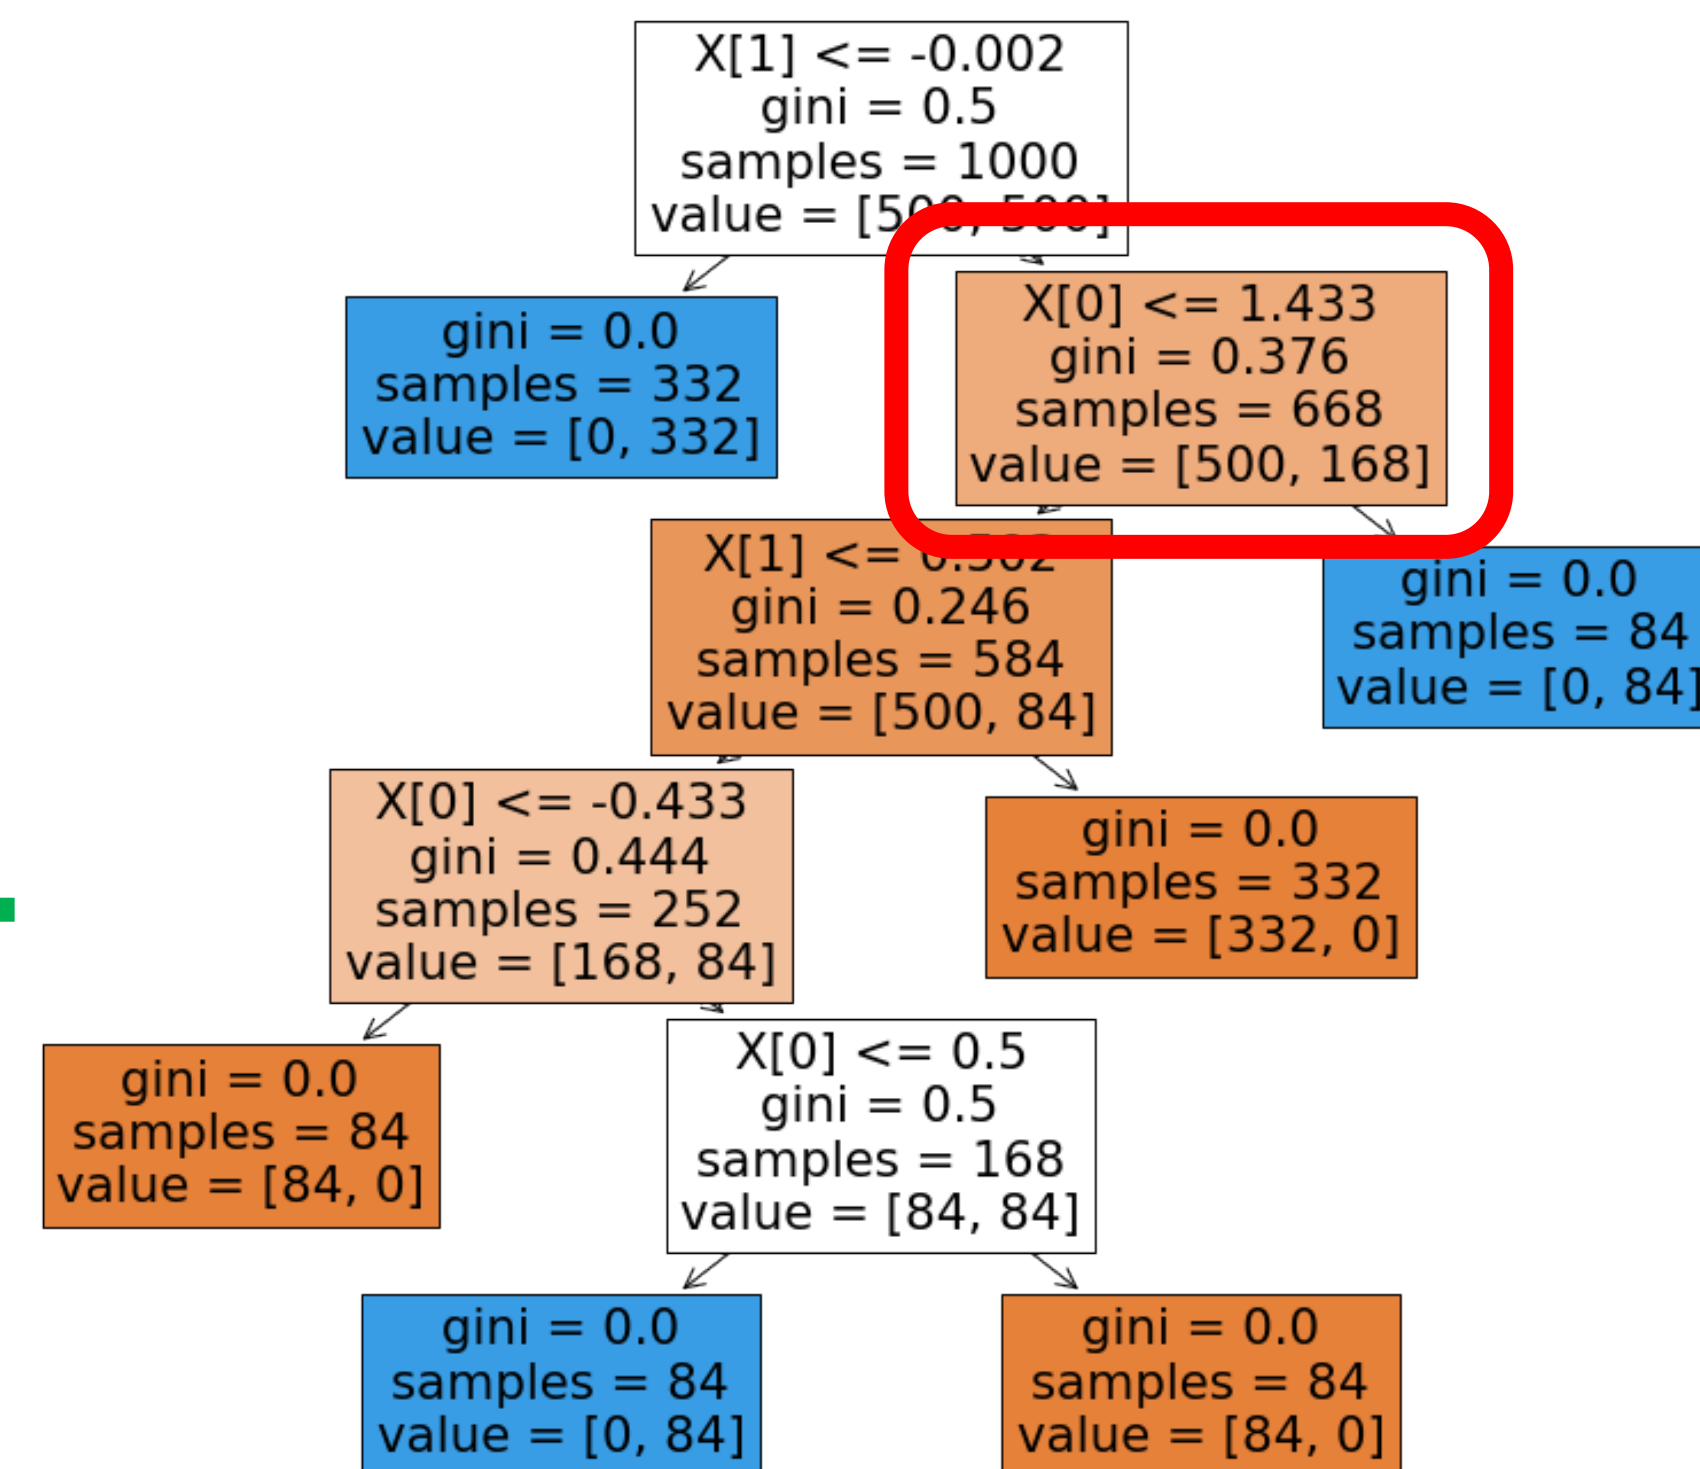 X[1] <= -0.002
gini = 0.5
samples = 1000
value = [500, 500]
gini = 0.0
samples = 332
value = [0, 332]
X[0] <= 1.433
gini = 0.376
samples = 668
value = [500, 168]
X[1] <=
gini = 0.246
samples = 584
value = [500, 84]
gini = 0.0
samples = 84
value = [0, 84]
X[0] <= -0.433
gini = 0.444
samples = 252
value = [168, 84]
gini = 0.0
samples = 332
value = [332, 0]
gini = 0.0
samples = 84
value = [84, 0]
X[0] <= 0.5
gini = 0.5
samples = 168
value = [84, 84]
gini = 0.0
samples = 84
value = [0, 84]
gini = 0.0
samples = 84
value = [84, 0]